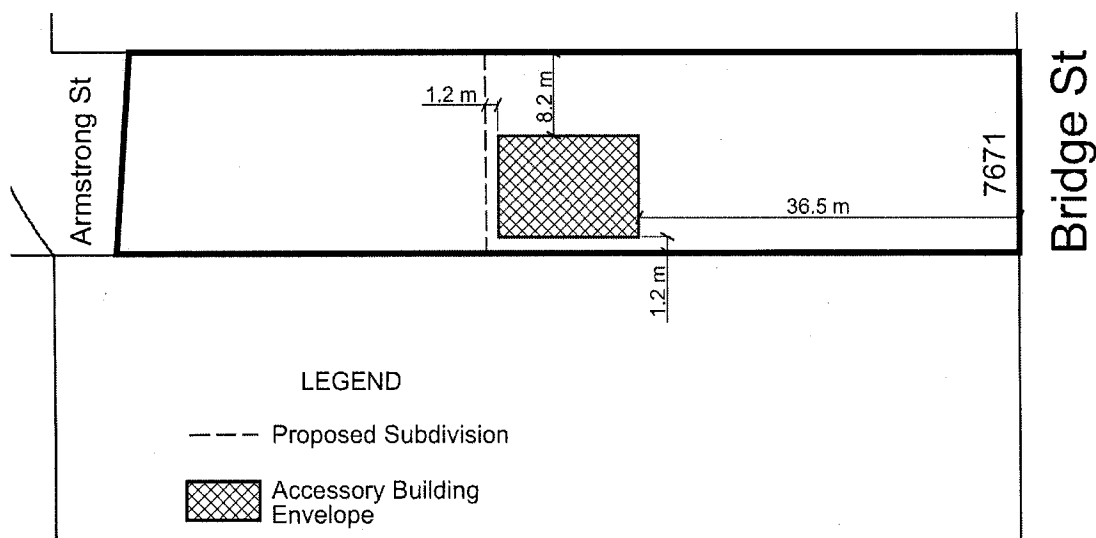 Armstrong St
1.2 m
8.2 m
36.5 m
1.2 m
7671
Bridge St
LEGEND
Proposed Subdivision
Accessory Building
Envelope